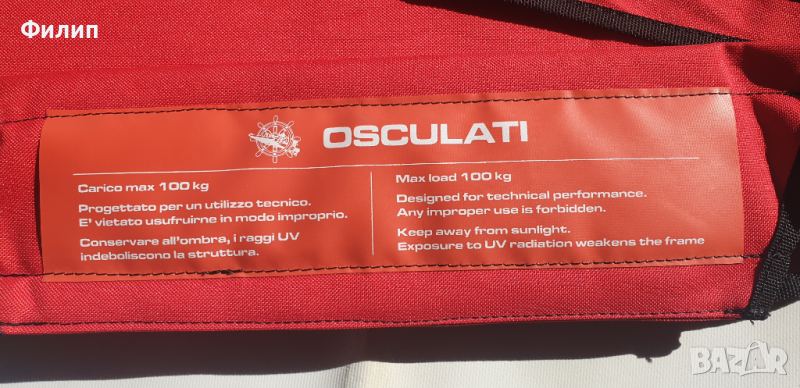 Филип
OSCULATI
Carico max 100 kg
Progettato per un utilizzo tecnico.
E' vietato usufruirne in modo improprio.
Conservare all'ombra, i raggi UV
indeboliscono la struttura.
Max load 100 kg
Designed for technical performance.
Any improper use is forbidden.
Keep away from sunlight.
Exposure to UV radiation weakens the frame
BAZAR